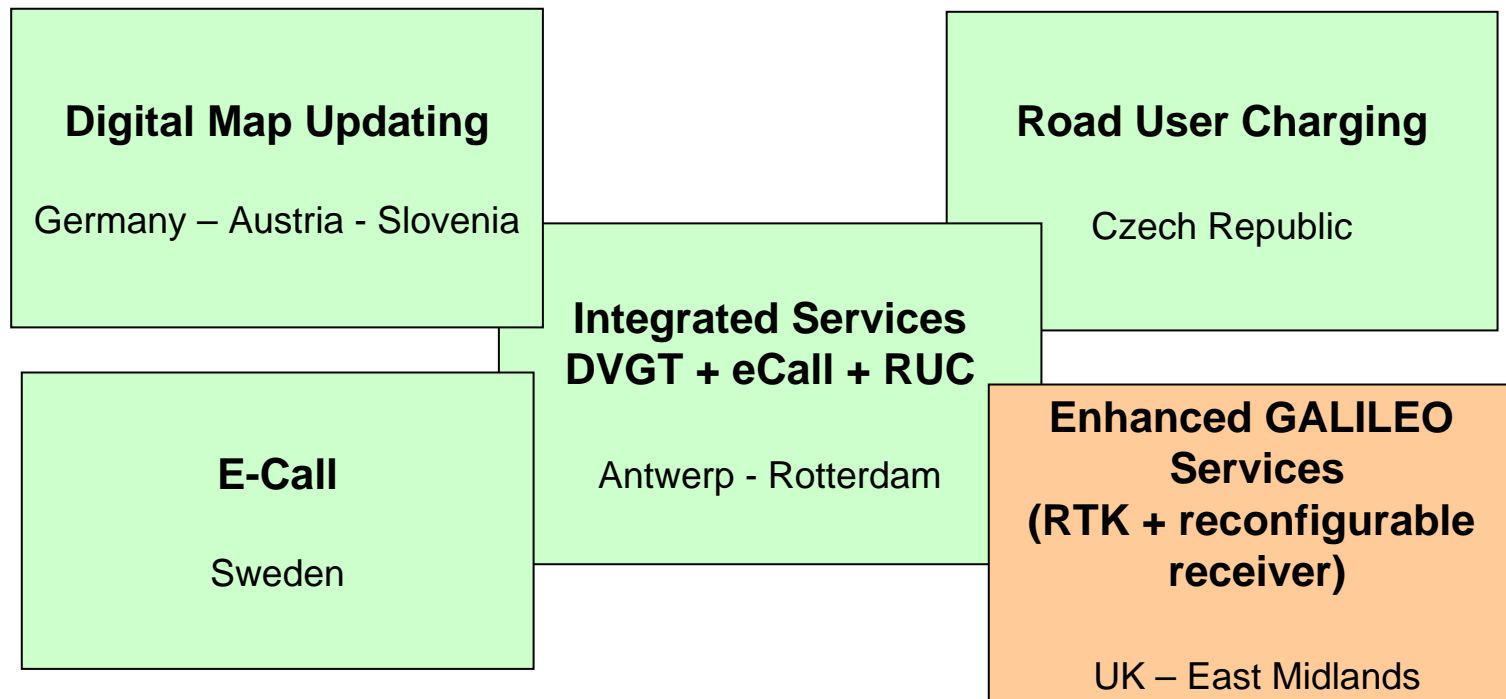 Digital Map Updating
Germany – Austria - Slovenia
Road User Charging
Czech Republic
Integrated Services
DVGT + eCall + RUC
Antwerp - Rotterdam
E-Call
Sweden
Enhanced GALILEO
Services
(RTK + reconfigurable
receiver)
UK – East Midlands